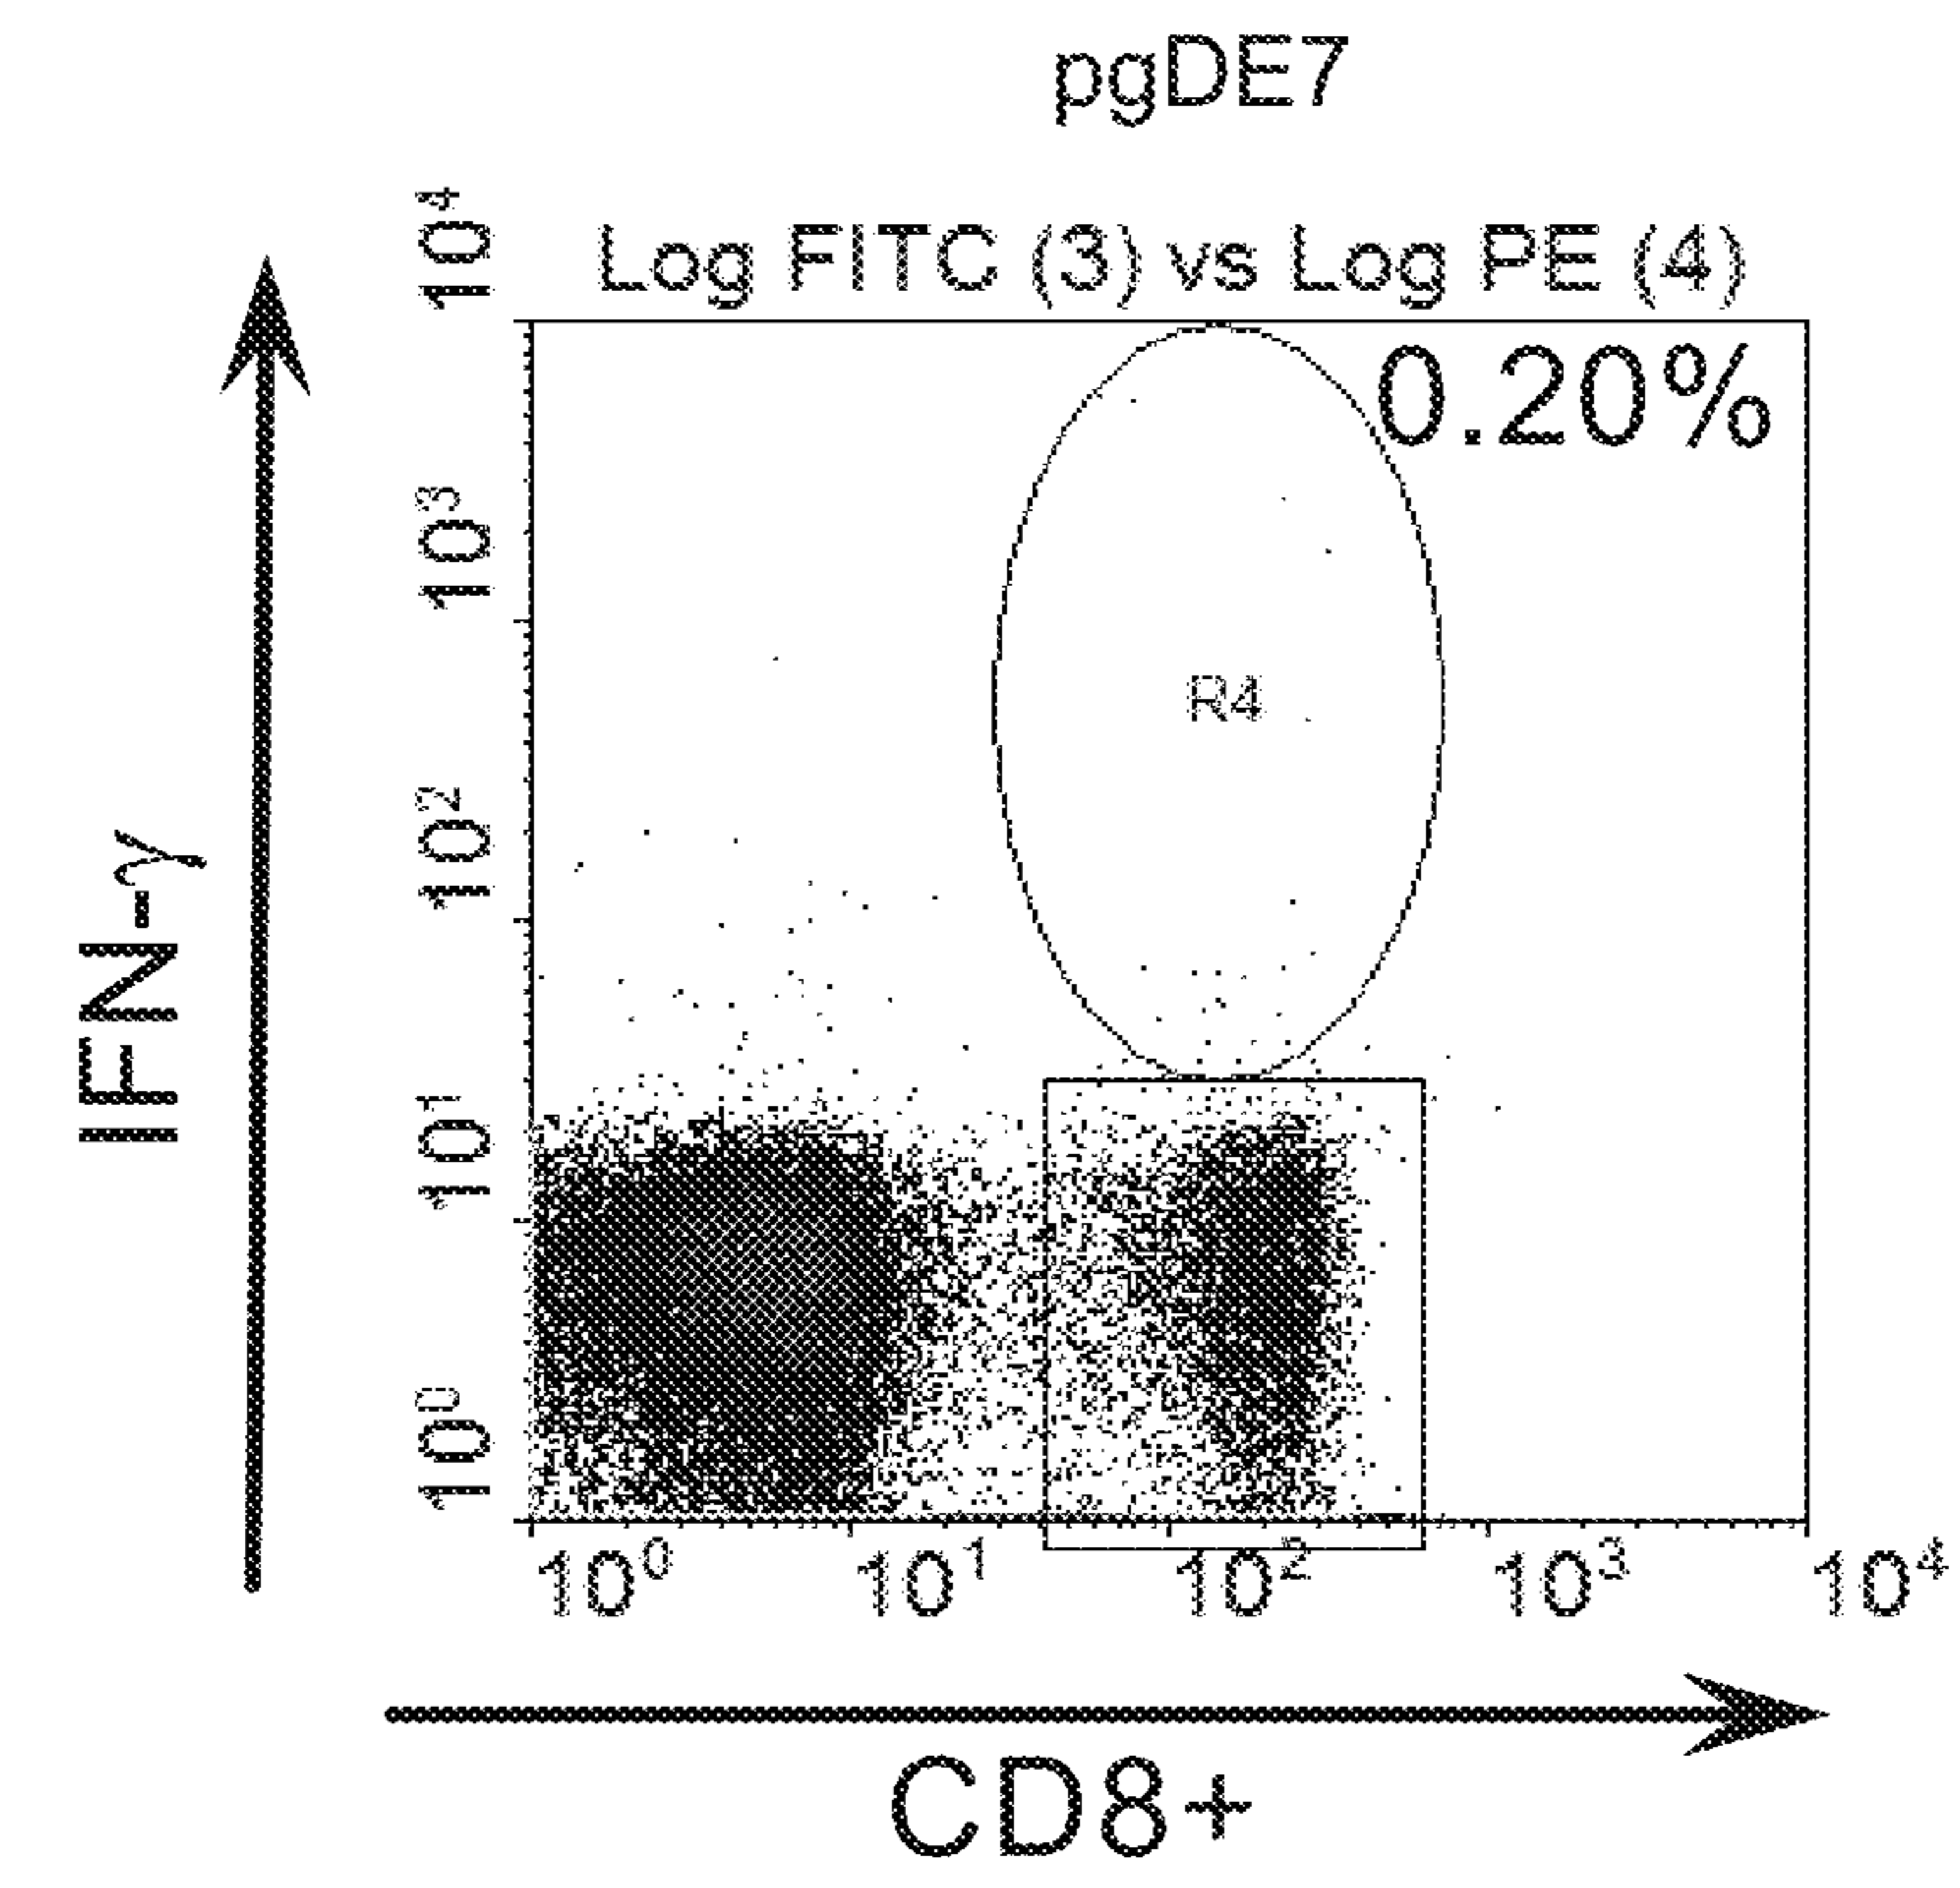 pgDE7
Log FITC (3) vs Log PE (4)
0.20%
10⁴
10³
10²
10¹
10⁰
IFN-γ
R4
10⁰ 10¹ 10² 10³ 10⁴
CD8+